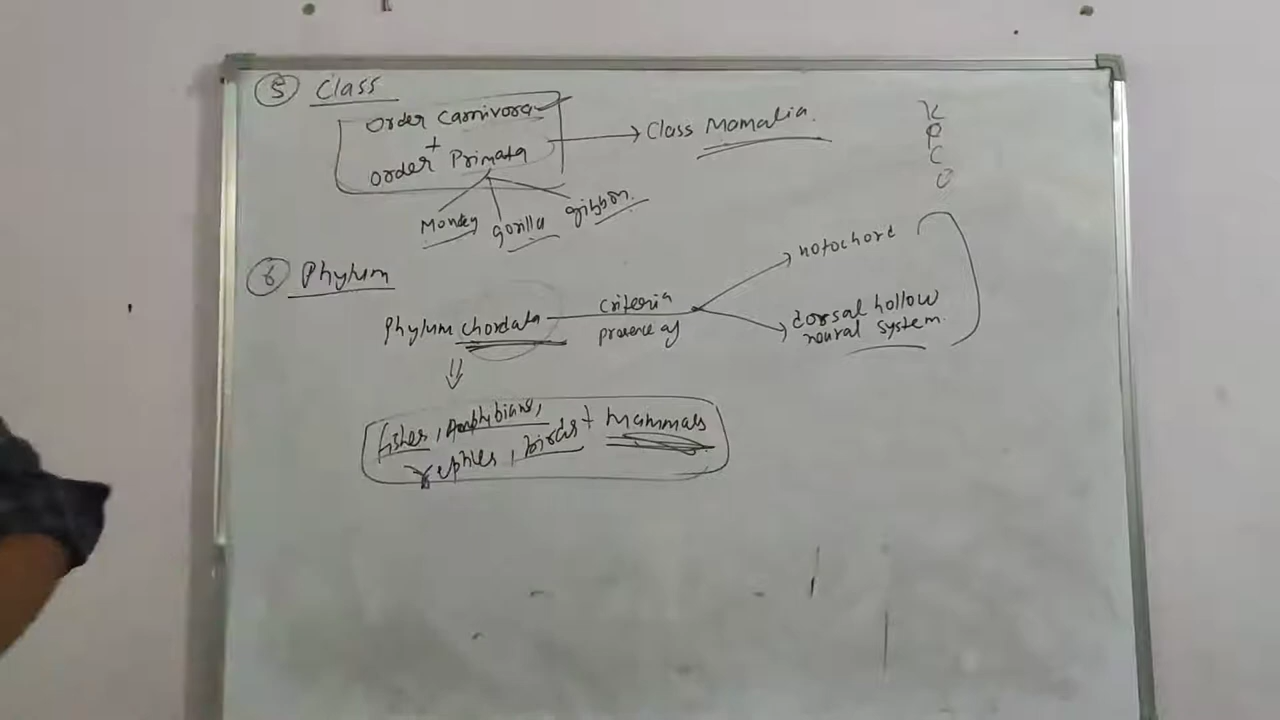 ⑤ Class
Order Carnivora
+
order Primata
→ Class Mamalia.
Monkey gorilla gibbon.
K
P
C
O
⑥ Phylum
Phylum chordata
criteria
presence of
notochord
dorsal hollow
neural system.
⇓
fishes, Amphybians,
reptiles, birds + Mammals